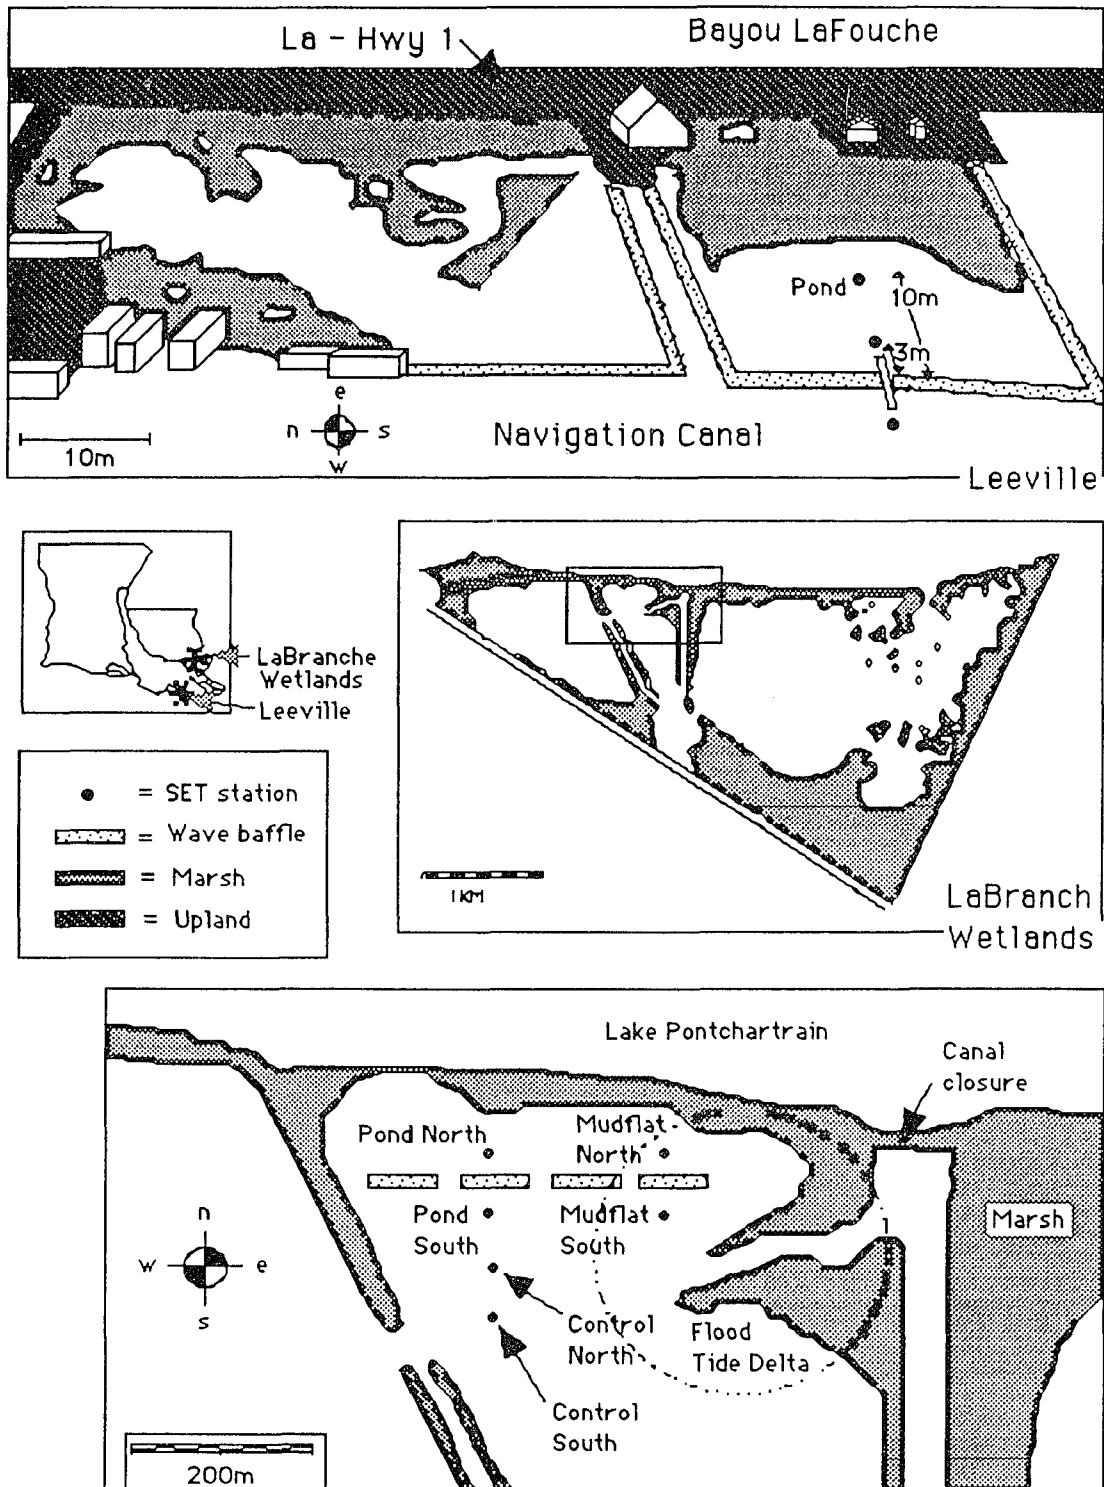 La - Hwy 1
Bayou LaFouche
Pond
10m
3m
e
n
s
w
10m
Navigation Canal
Leeville
LaBranche
Wetlands
Leeville
= SET station
= Wave baffle
= Marsh
= Upland
1KM
LaBranch
Wetlands
Lake Pontchartrain
Canal
closure
Pond North
Mudflat
North
Pond
South
Mudflat
South
1
Marsh
n
w
e
s
Control
North
Flood
Tide Delta
Control
South
200m